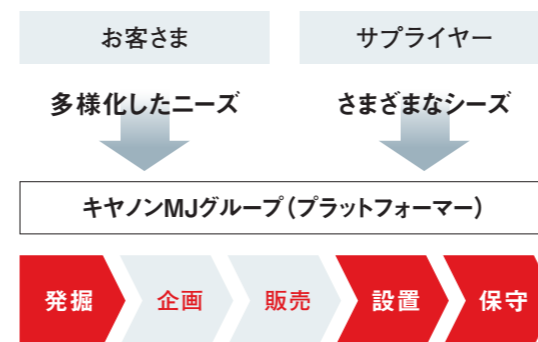 お客さま サプライヤー
多様化したニーズ さまざまなシーズ
キヤノンMJグループ（プラットフォーマー）
発掘 企画 販売 設置 保守